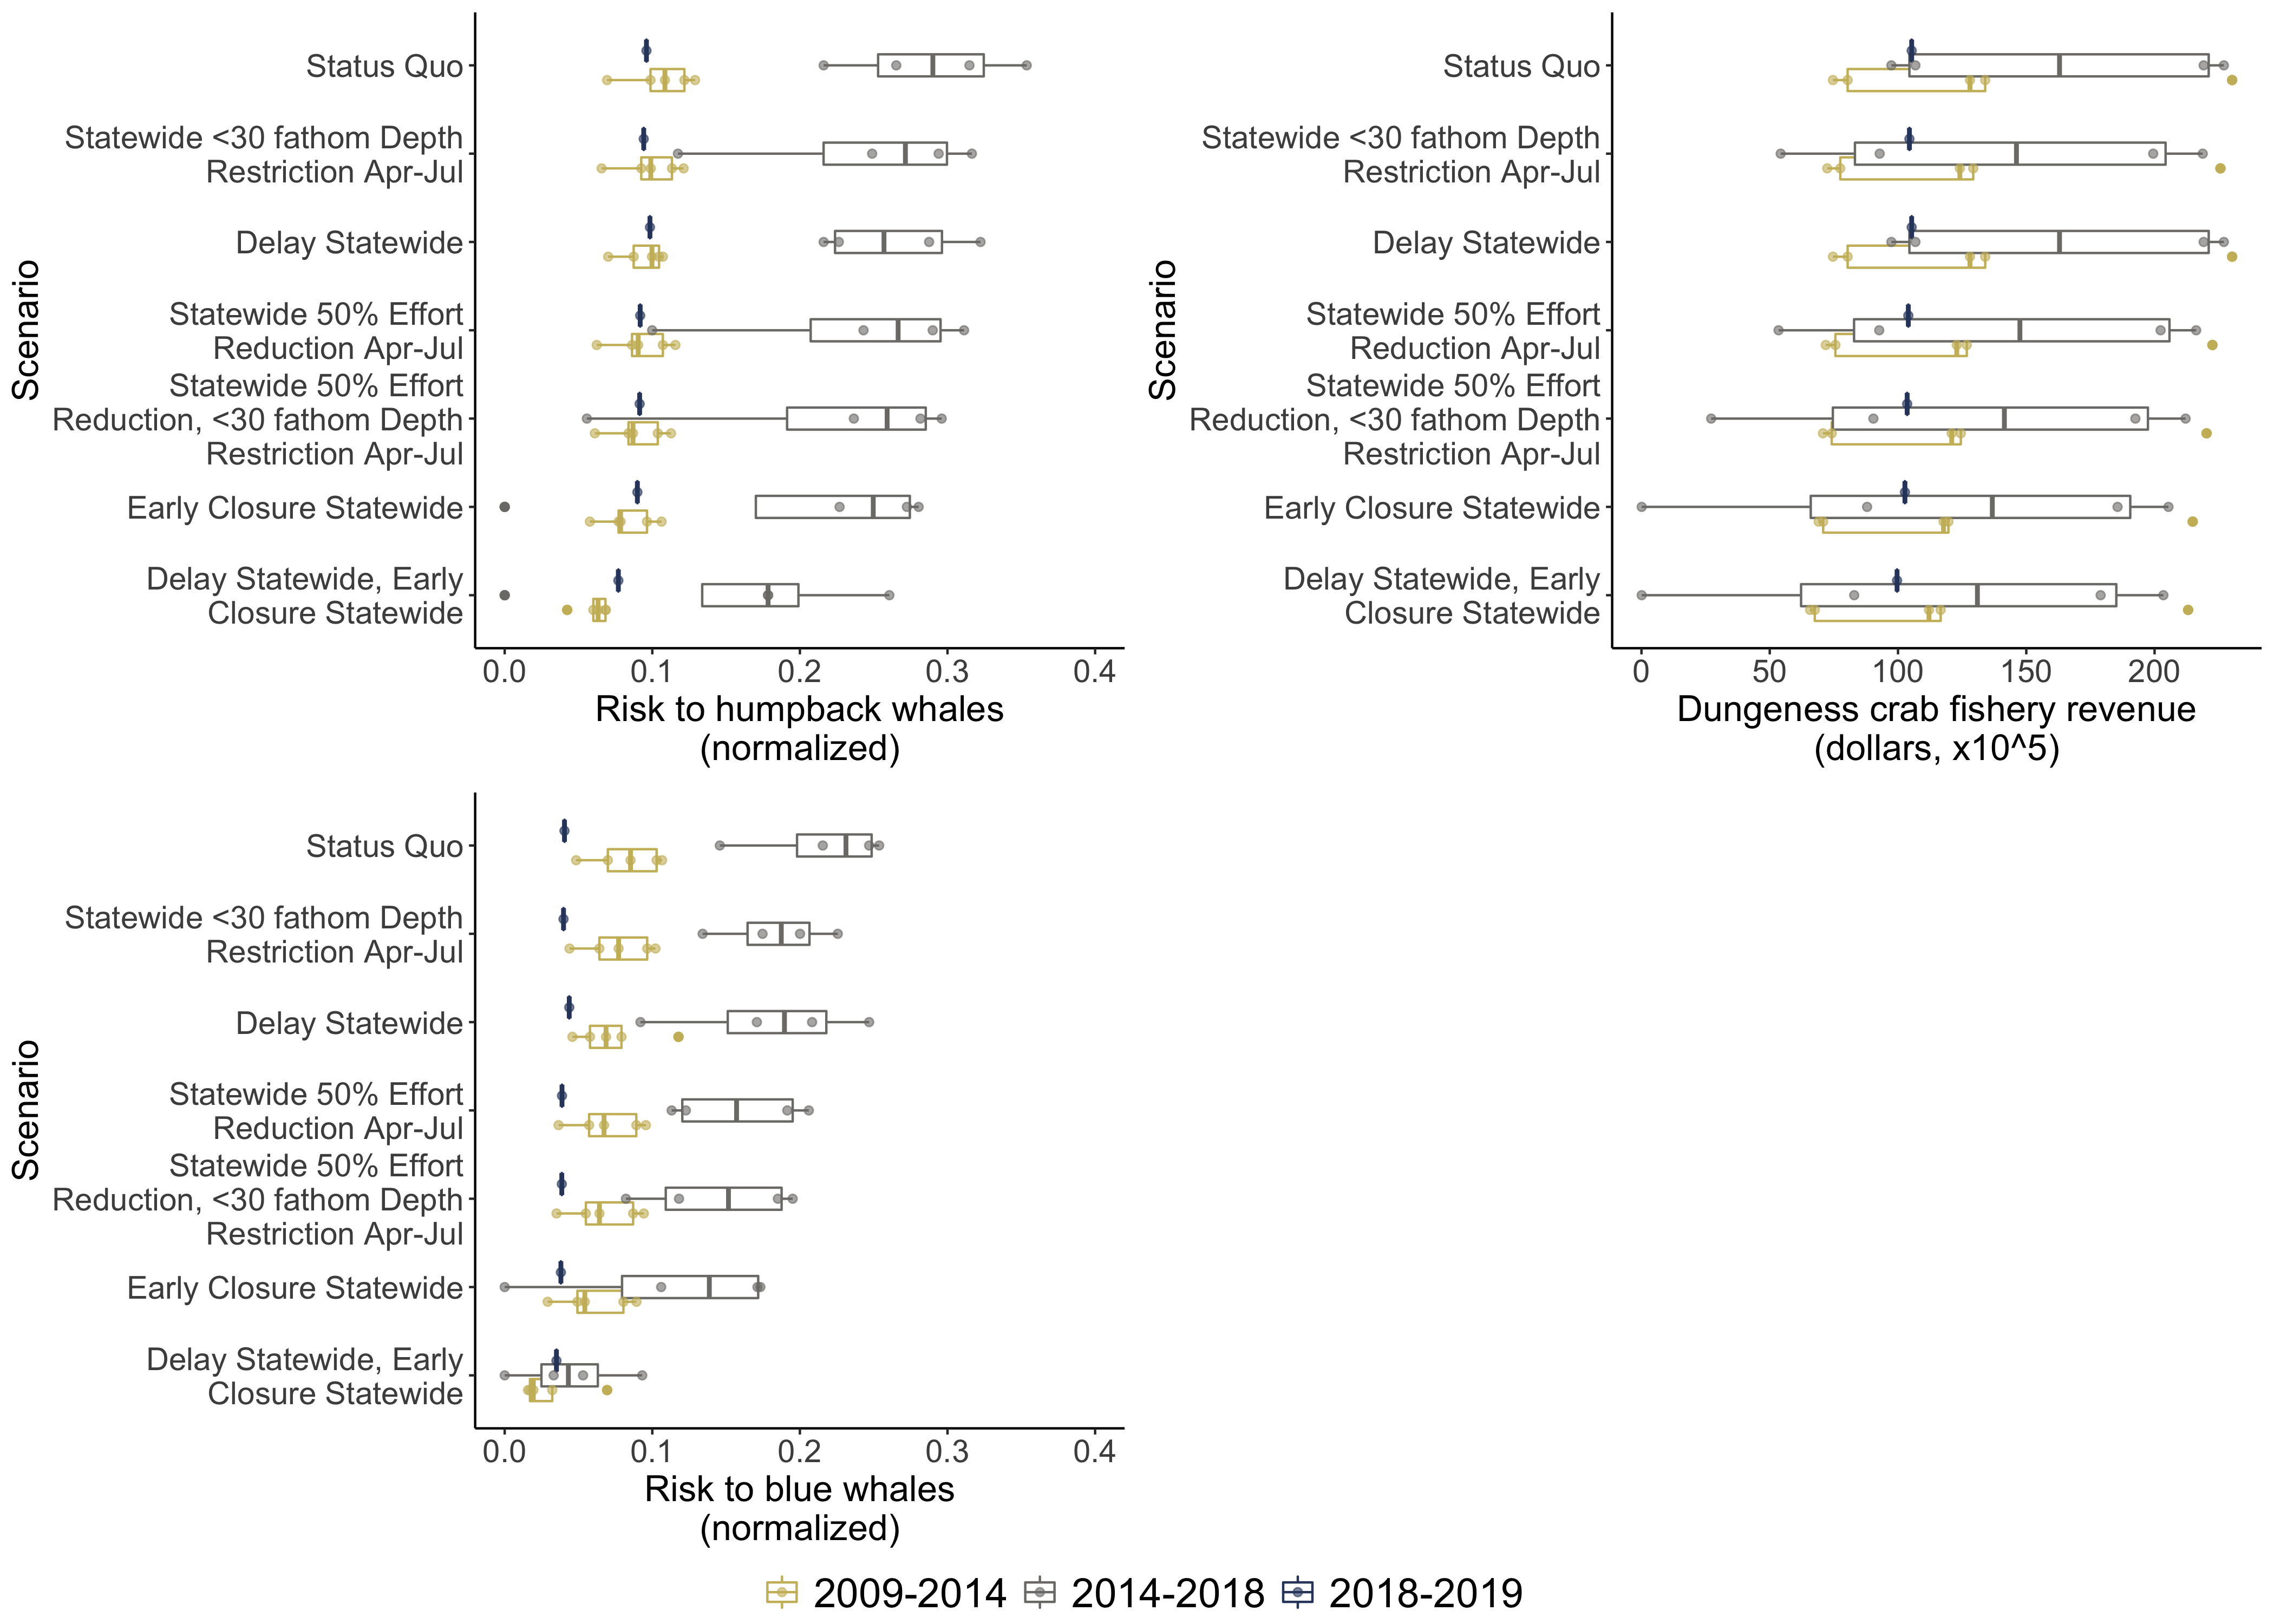 Scenario
Status Quo
Statewide <30 fathom Depth
Restriction Apr-Jul
Delay Statewide
Statewide 50% Effort
Reduction Apr-Jul
Statewide 50% Effort
Reduction, <30 fathom Depth
Restriction Apr-Jul
Early Closure Statewide
Delay Statewide, Early
Closure Statewide
0.0 0.1 0.2 0.3 0.4
Risk to humpback whales
(normalized)
Scenario
Status Quo
Statewide <30 fathom Depth
Restriction Apr-Jul
Delay Statewide
Statewide 50% Effort
Reduction Apr-Jul
Statewide 50% Effort
Reduction, <30 fathom Depth
Restriction Apr-Jul
Early Closure Statewide
Delay Statewide, Early
Closure Statewide
0 50 100 150 200
Dungeness crab fishery revenue
(dollars, x10^5)
Scenario
Status Quo
Statewide <30 fathom Depth
Restriction Apr-Jul
Delay Statewide
Statewide 50% Effort
Reduction Apr-Jul
Statewide 50% Effort
Reduction, <30 fathom Depth
Restriction Apr-Jul
Early Closure Statewide
Delay Statewide, Early
Closure Statewide
0.0 0.1 0.2 0.3 0.4
Risk to blue whales
(normalized)
2009-2014 2014-2018 2018-2019